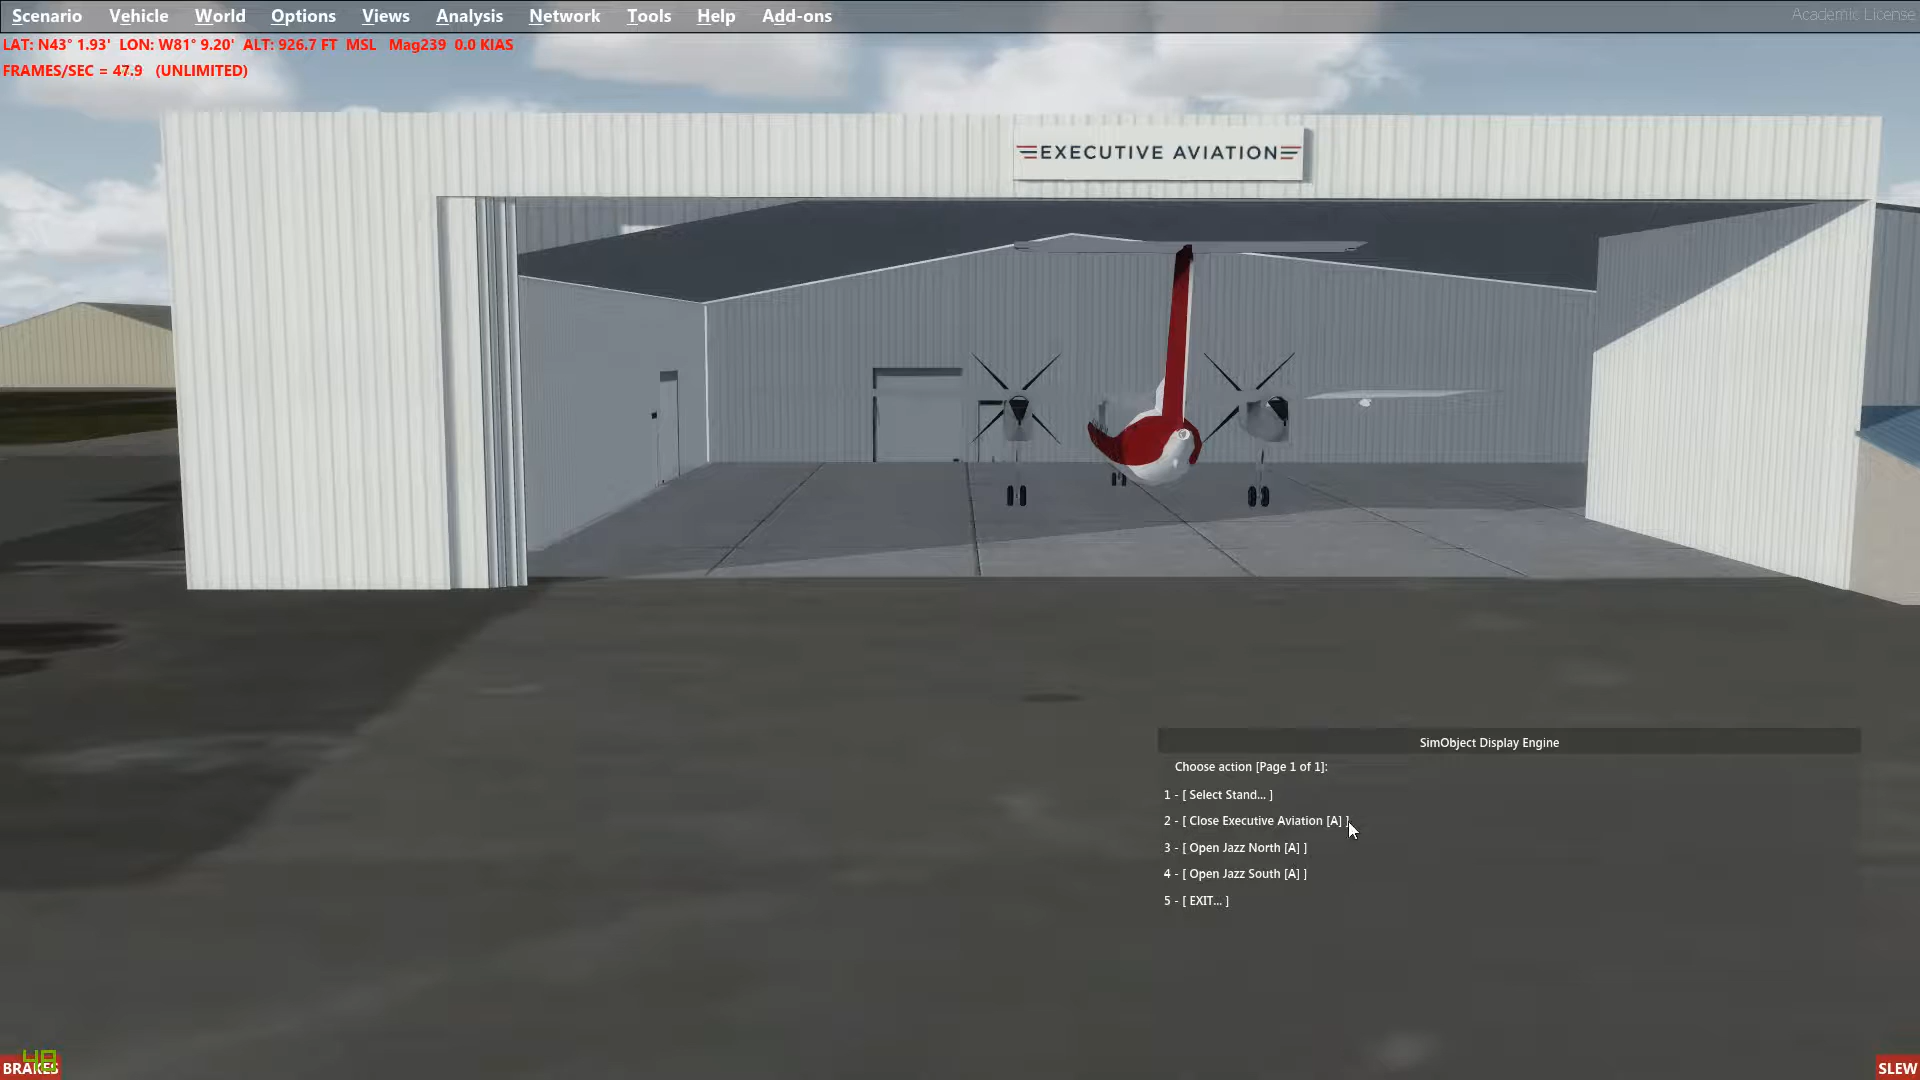 Scenario Vehicle World Options Views Analysis Network Tools Help Add-ons
Academic License
LAT: N43° 1.93' LON: W81° 9.20' ALT: 926.7 FT MSL Mag239 0.0 KIAS
FRAMES/SEC = 47.9 (UNLIMITED)
EXECUTIVE AVIATION
SimObject Display Engine
Choose action [Page 1 of 1]:
1 - [ Select Stand... ]
2 - [ Close Executive Aviation [A] ]
3 - [ Open Jazz North [A] ]
4 - [ Open Jazz South [A] ]
5 - [ EXIT... ]
48
BRAKES
SLEW